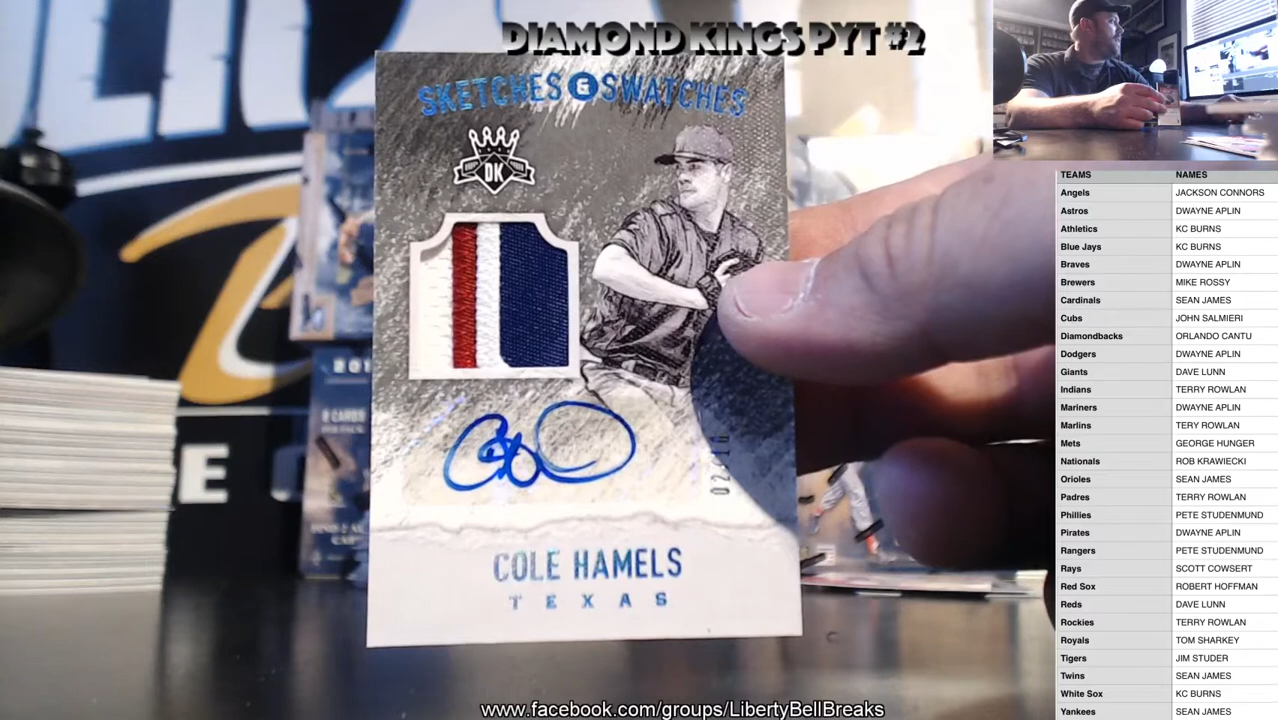 DIAMOND KINGS PYT #2
SKETCHES & SWATCHES
DK
COLE HAMELS
TEXAS
E
201
8 CARDS
TEAMS NAMES
Angels JACKSON CONNORS
Astros DWAYNE APLIN
Athletics KC BURNS
Blue Jays KC BURNS
Braves DWAYNE APLIN
Brewers MIKE ROSSY
Cardinals SEAN JAMES
Cubs JOHN SALMIERI
Diamondbacks ORLANDO CANTU
Dodgers DWAYNE APLIN
Giants DAVE LUNN
Indians TERRY ROWLAN
Mariners DWAYNE APLIN
Marlins TERY ROWLAN
Mets GEORGE HUNGER
Nationals ROB KRAWIECKI
Orioles SEAN JAMES
Padres TERRY ROWLAN
Phillies PETE STUDENMUND
Pirates DWAYNE APLIN
Rangers PETE STUDENMUND
Rays SCOTT COWSERT
Red Sox ROBERT HOFFMAN
Reds DAVE LUNN
Rockies TERRY ROWLAN
Royals TOM SHARKEY
Tigers JIM STUDER
Twins SEAN JAMES
White Sox KC BURNS
Yankees SEAN JAMES
www.facebook.com/groups/LibertyBellBreaks